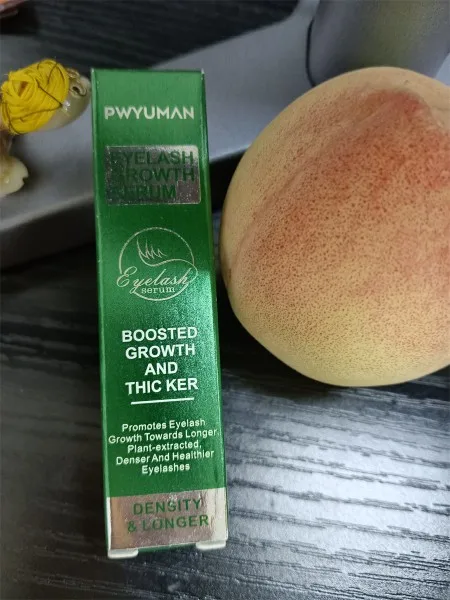 PWYUMAN
EYELASH
GROWTH
SERUM
Eyelash
serum
BOOSTED
GROWTH
AND
THIC KER
Promotes Eyelash
Growth Towards Longer,
Plant-extracted,
Denser And Healthier
Eyelashes
DENSITY
& LONGER